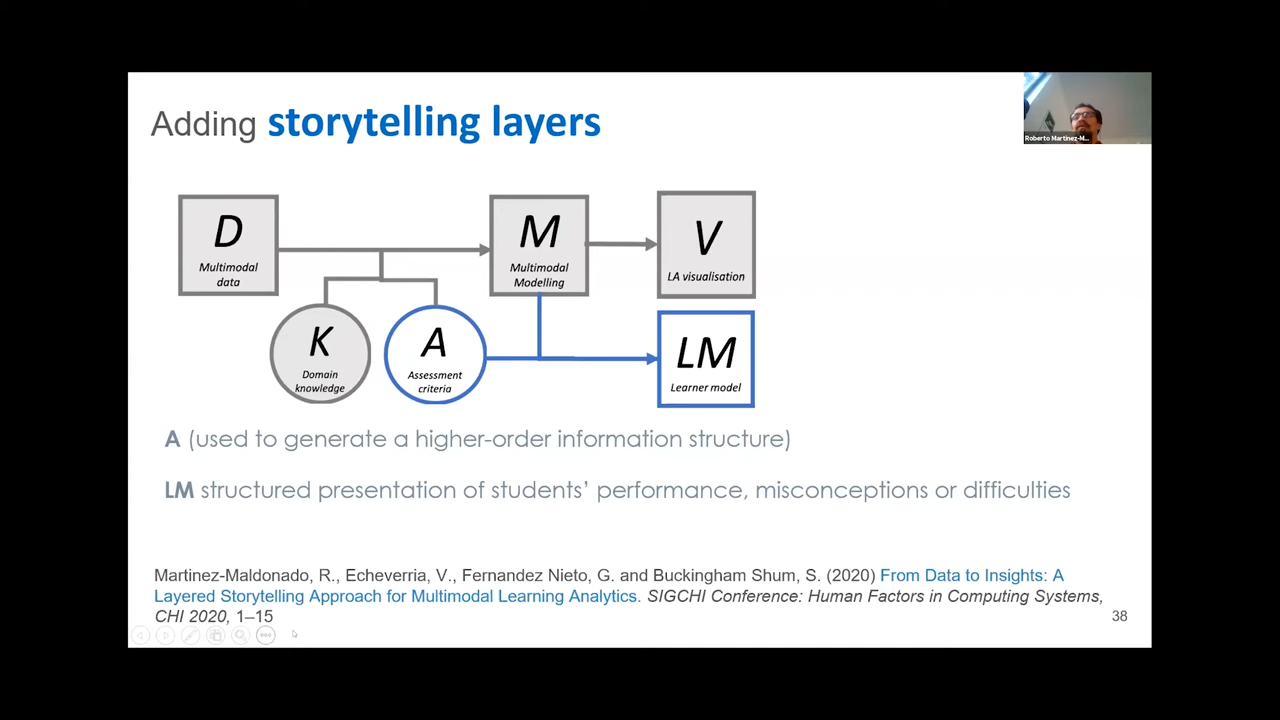 Adding storytelling layers
Roberto Martinez-M...
D
Multimodal
data
M
Multimodal
Modelling
V
LA visualisation
K
Domain
knowledge
A
Assessment
criteria
LM
Learner model
A (used to generate a higher-order information structure)
LM structured presentation of students’ performance, misconceptions or difficulties
Martinez-Maldonado, R., Echeverria, V., Fernandez Nieto, G. and Buckingham Shum, S. (2020) From Data to Insights: A
Layered Storytelling Approach for Multimodal Learning Analytics. SIGCHI Conference: Human Factors in Computing Systems,
CHI 2020, 1–15
38